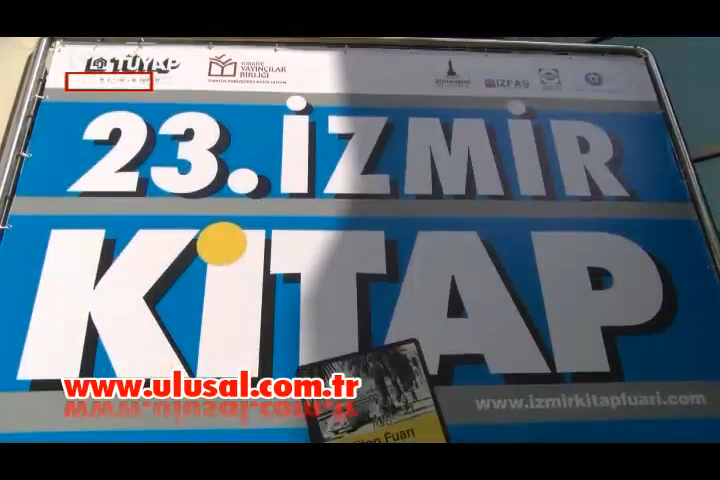 TÜYAP
TÜRKİYE
YAYINCILAR
BİRLİĞİ
İZFAŞ
23. İZMİR
KİTAP
www.ulusal.com.tr
www.izmirkitapfuari.com
Fuarı